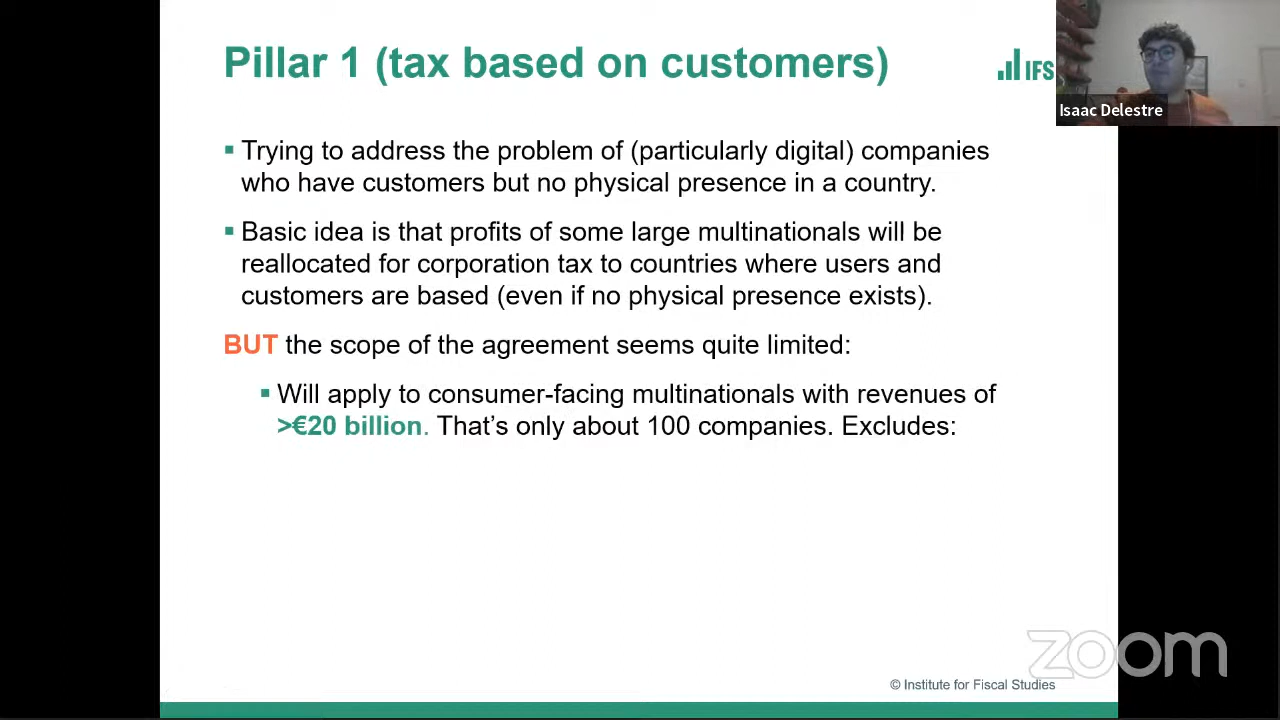 Pillar 1 (tax based on customers)
IFS
Isaac Delestre
▪ Trying to address the problem of (particularly digital) companies
who have customers but no physical presence in a country.
▪ Basic idea is that profits of some large multinationals will be
reallocated for corporation tax to countries where users and
customers are based (even if no physical presence exists).
BUT the scope of the agreement seems quite limited:
▪ Will apply to consumer-facing multinationals with revenues of
>€20 billion. That’s only about 100 companies. Excludes:
zoom
© Institute for Fiscal Studies